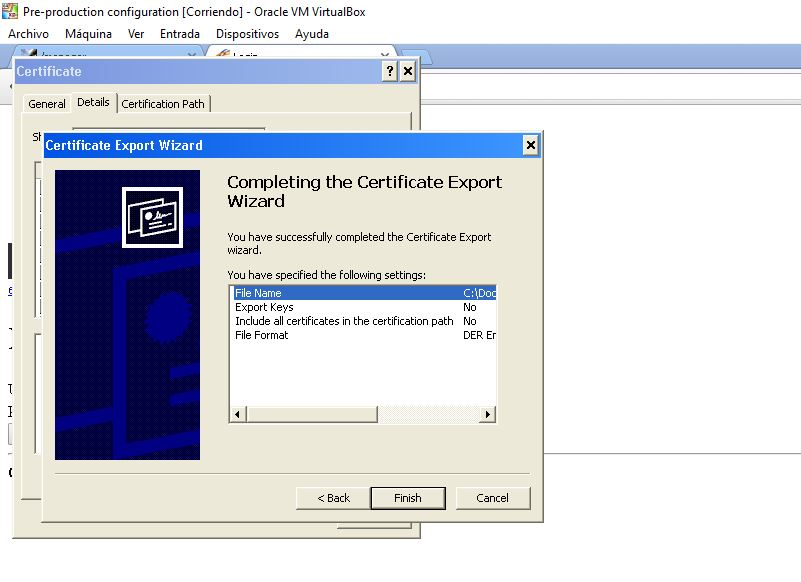 Pre-production configuration [Corriendo] - Oracle VM VirtualBox
Archivo Máquina Ver Entrada Dispositivos Ayuda
Certificate
General Details Certification Path
Certificate Export Wizard
Completing the Certificate Export
Wizard
You have successfully completed the Certificate Export
wizard.
You have specified the following settings:
File Name C:\Doc
Export Keys No
Include all certificates in the certification path No
File Format DER Er
< Back Finish Cancel